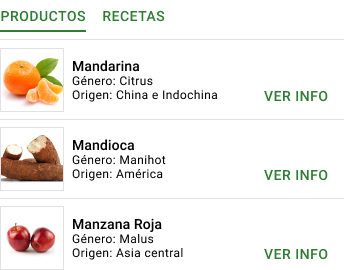 PRODUCTOS RECETAS
Mandarina
Género: Citrus
Origen: China e Indochina
VER INFO
Mandioca
Género: Manihot
Origen: América
VER INFO
Manzana Roja
Género: Malus
Origen: Asia central
VER INFO